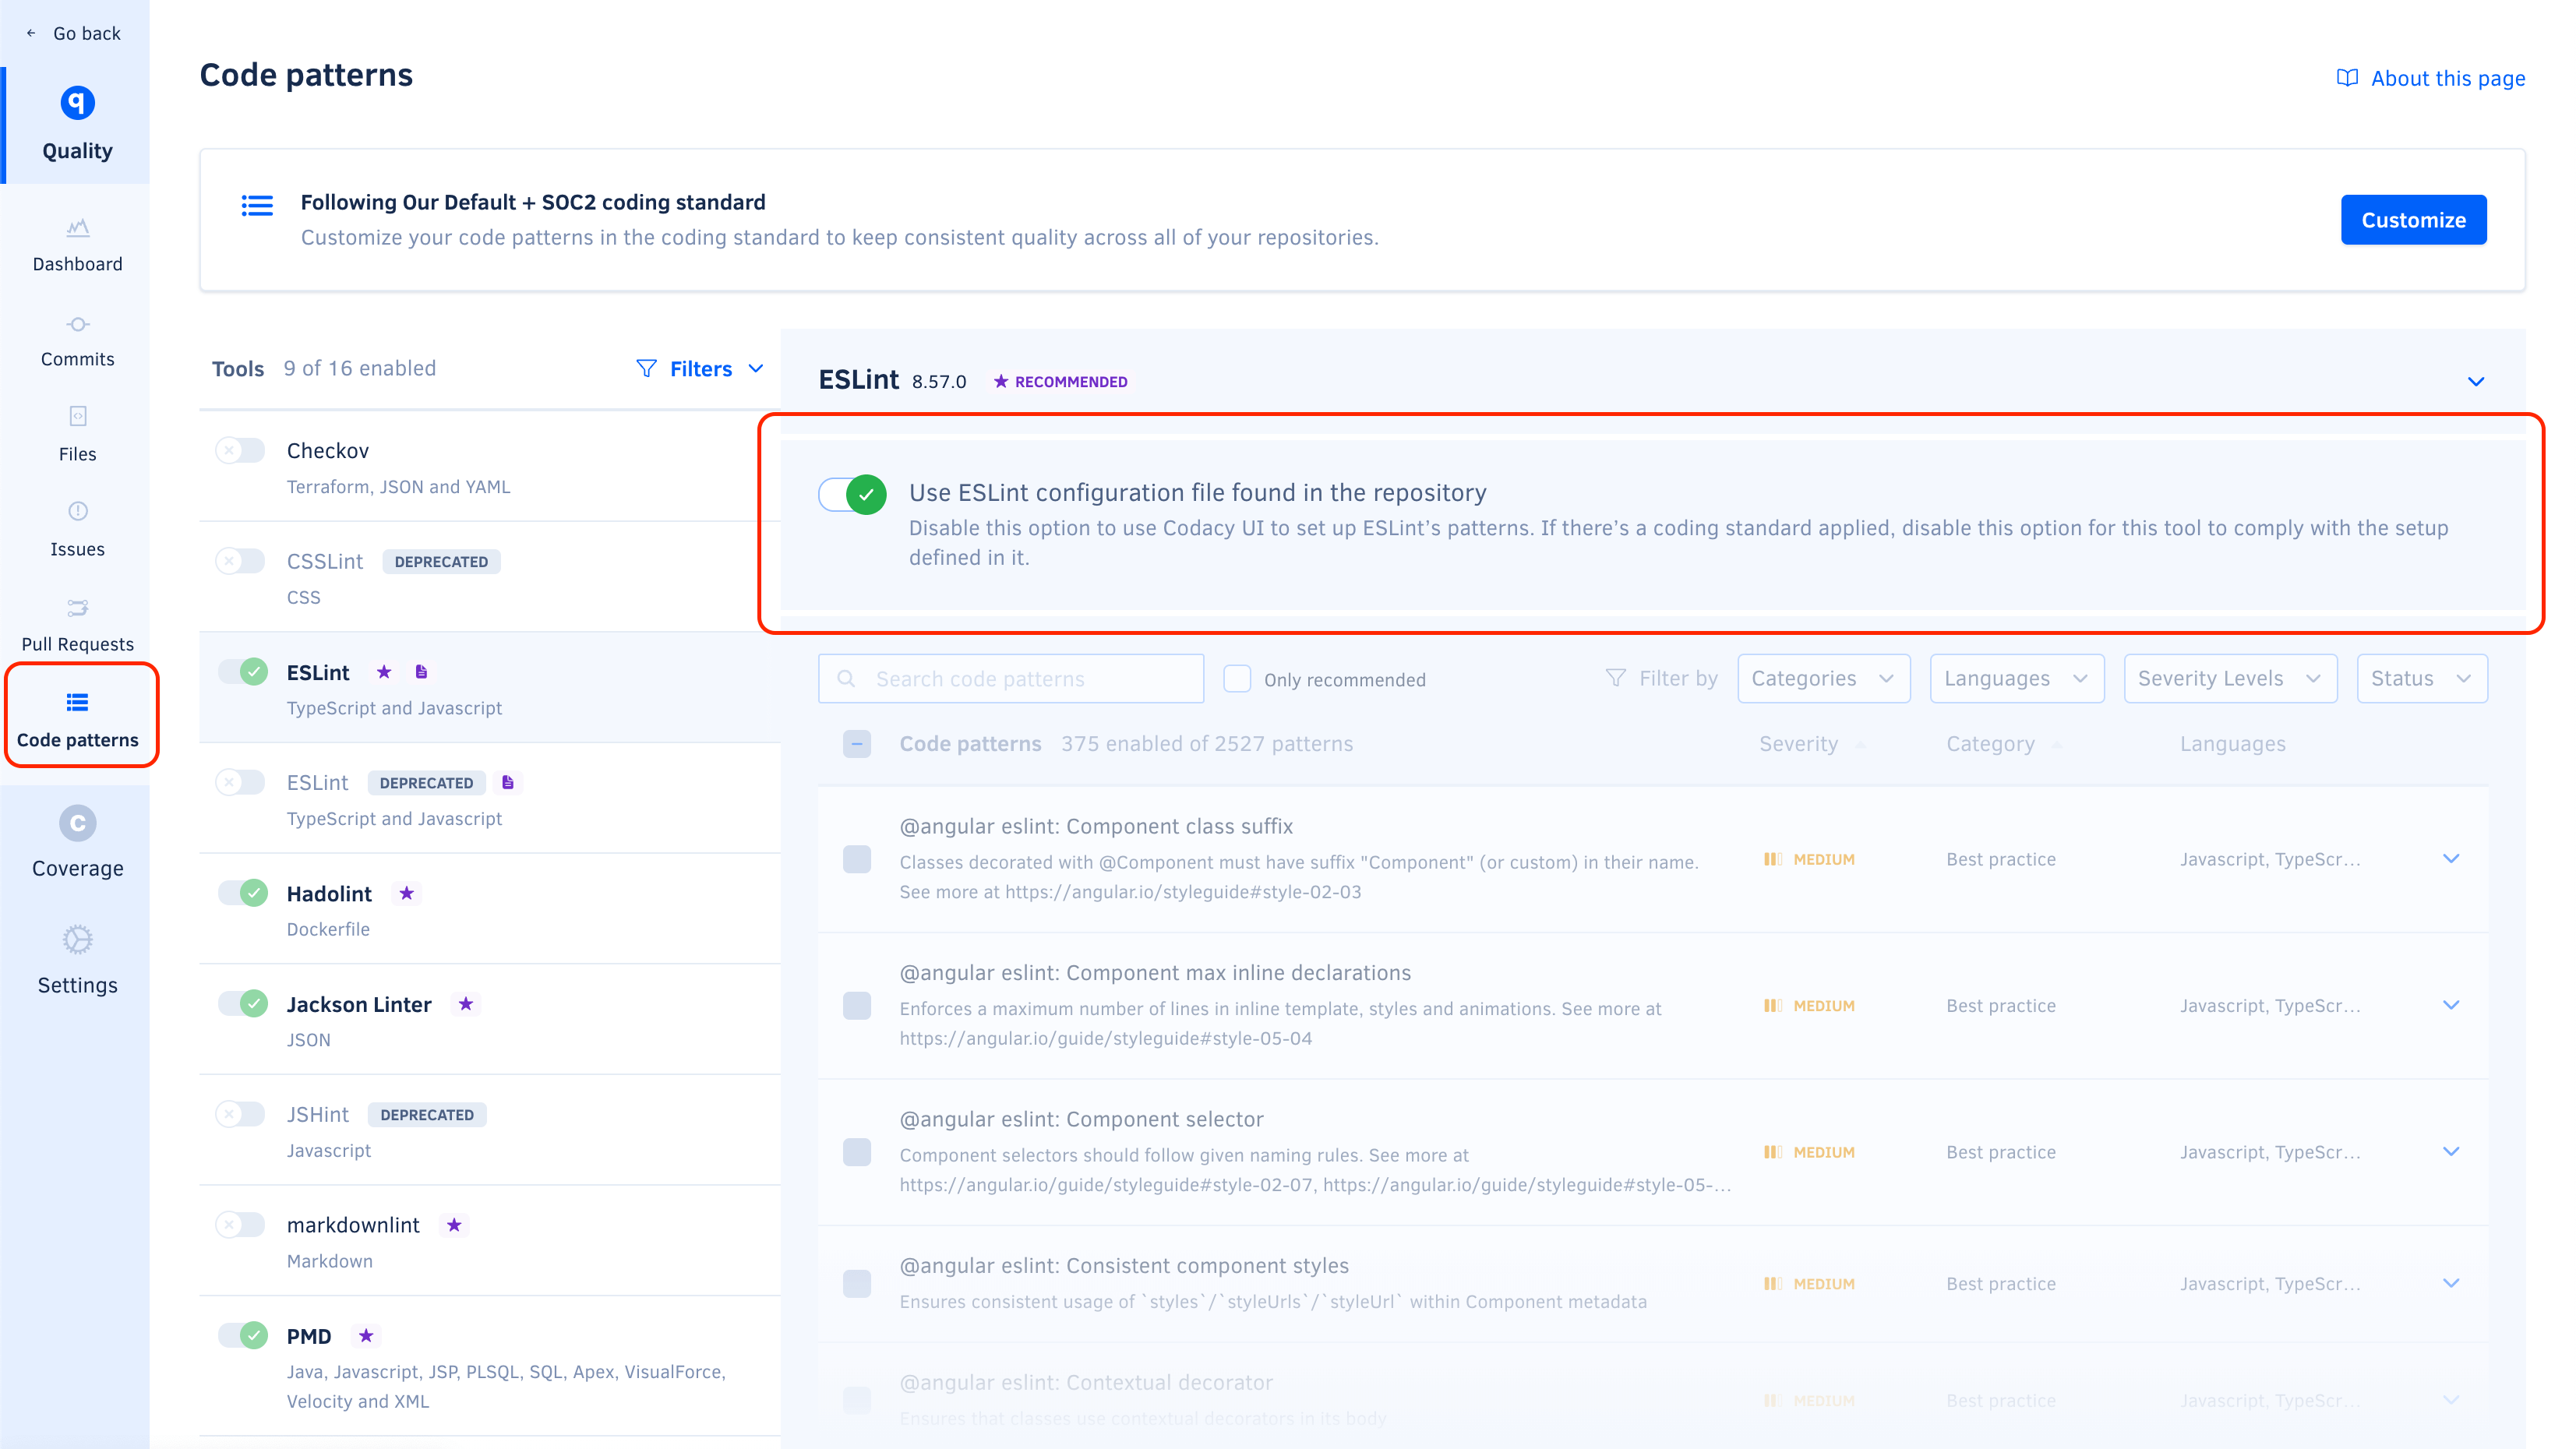 ← Go back
Quality
Dashboard
Commits
Files
Issues
Pull Requests
Code patterns
C
Coverage
Settings
Code patterns
About this page
Following Our Default + SOC2 coding standard
Customize your code patterns in the coding standard to keep consistent quality across all of your repositories.
Customize
Tools 9 of 16 enabled Filters
Checkov
Terraform, JSON and YAML
CSSLint DEPRECATED
CSS
ESLint
TypeScript and Javascript
ESLint DEPRECATED
TypeScript and Javascript
Hadolint
Dockerfile
Jackson Linter
JSON
JSHint DEPRECATED
Javascript
markdownlint
Markdown
PMD
Java, Javascript, JSP, PLSQL, SQL, Apex, VisualForce,
Velocity and XML
ESLint 8.57.0 ★ RECOMMENDED
Use ESLint configuration file found in the repository
Disable this option to use Codacy UI to set up ESLint’s patterns. If there’s a coding standard applied, disable this option for this tool to comply with the setup
defined in it.
Search code patterns Only recommended Filter by Categories Languages Severity Levels Status
Code patterns 375 enabled of 2527 patterns Severity Category Languages
@angular eslint: Component class suffix
Classes decorated with @Component must have suffix "Component" (or custom) in their name.
See more at https://angular.io/styleguide#style-02-03
MEDIUM Best practice Javascript, TypeScr...
@angular eslint: Component max inline declarations
Enforces a maximum number of lines in inline template, styles and animations. See more at
https://angular.io/guide/styleguide#style-05-04
MEDIUM Best practice Javascript, TypeScr...
@angular eslint: Component selector
Component selectors should follow given naming rules. See more at
https://angular.io/guide/styleguide#style-02-07, https://angular.io/guide/styleguide#style-05-...
MEDIUM Best practice Javascript, TypeScr...
@angular eslint: Consistent component styles
Ensures consistent usage of `styles`/`styleUrls`/`styleUrl` within Component metadata
MEDIUM Best practice Javascript, TypeScr...
@angular eslint: Contextual decorator
Ensures that classes use contextual decorators in its body
MEDIUM Best practice Javascript, TypeScr...